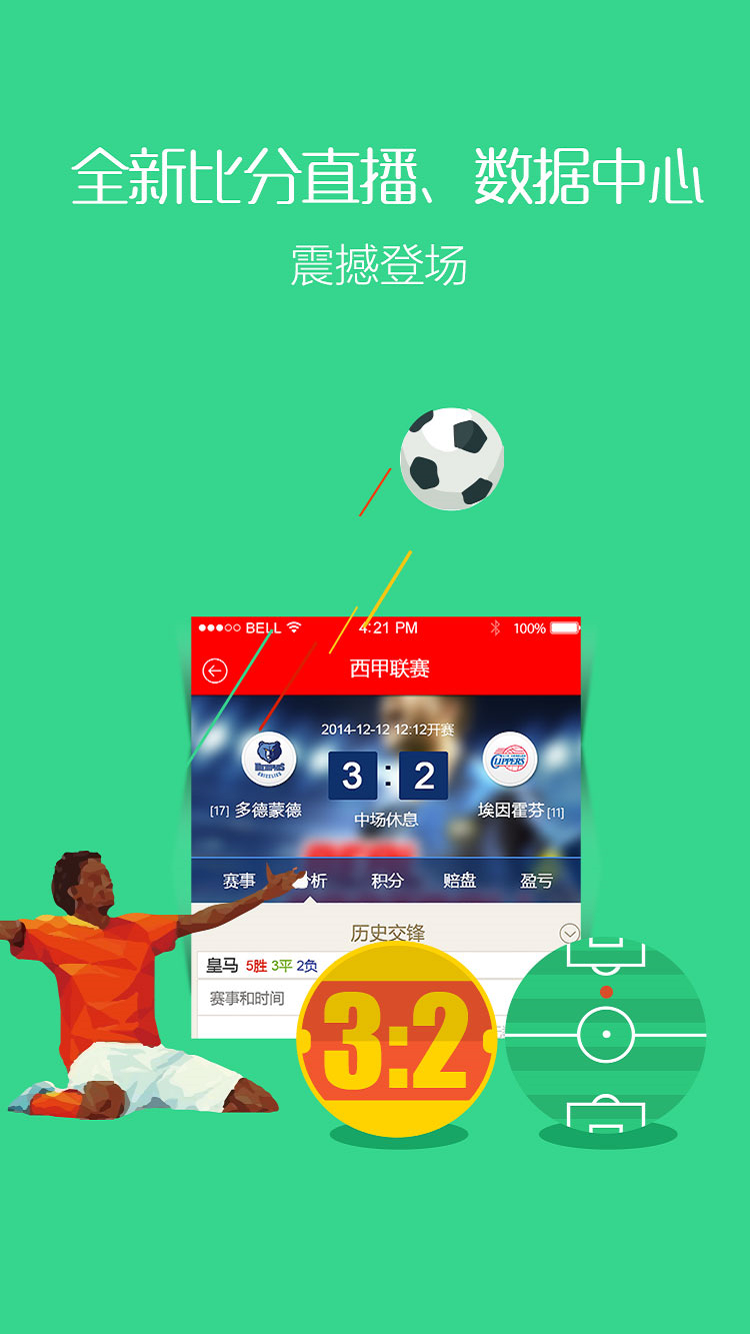 全新比分直播、数据中心
震撼登场
BELL 4:21 PM 100%
西甲联赛
2014-12-12 12:12开赛
3 : 2
MEMPHIS GRIZZLIES
CLIPPERS
[17] 多德蒙德 埃因霍芬 [11]
中场休息
赛事 析 积分 赔盘 盈亏
历史交锋
皇马 5胜 3平 2负
赛事和时间
3:2